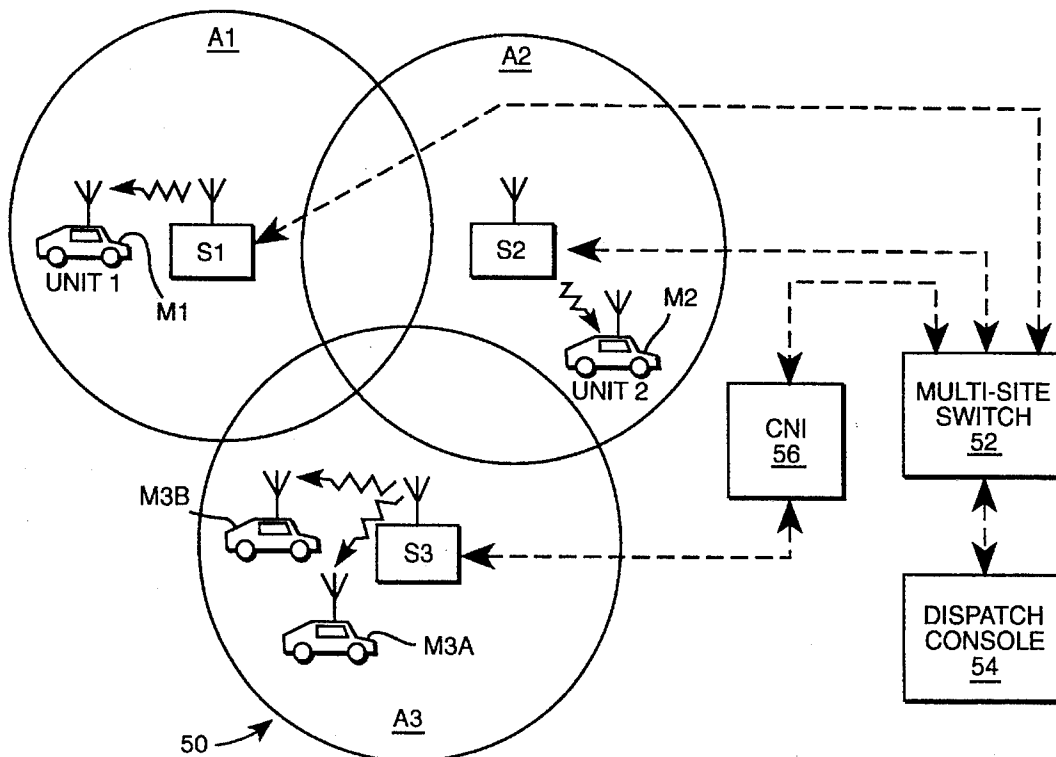 A1
A2
S1
UNIT 1
M1
S2
M2
UNIT 2
CNI
56
MULTI-SITE
SWITCH
52
M3B
S3
M3A
DISPATCH
CONSOLE
54
A3
50